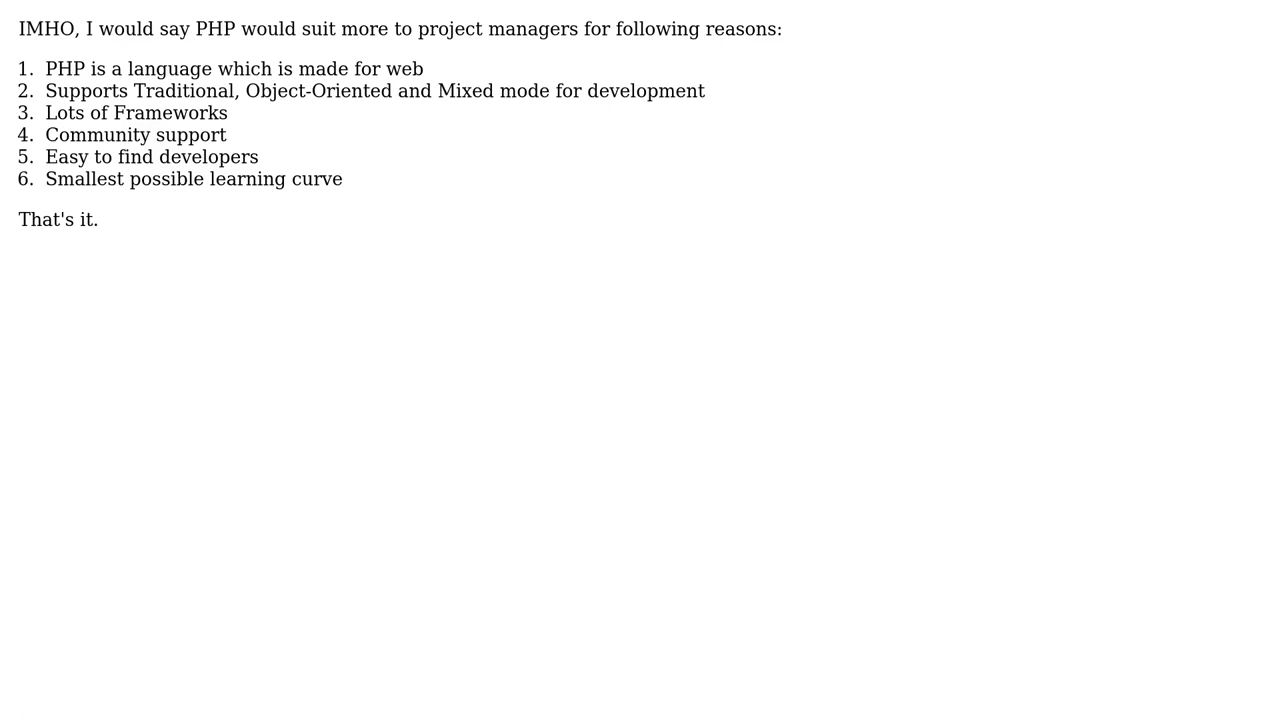 IMHO, I would say PHP would suit more to project managers for following reasons:
1. PHP is a language which is made for web
2. Supports Traditional, Object-Oriented and Mixed mode for development
3. Lots of Frameworks
4. Community support
5. Easy to find developers
6. Smallest possible learning curve
That's it.